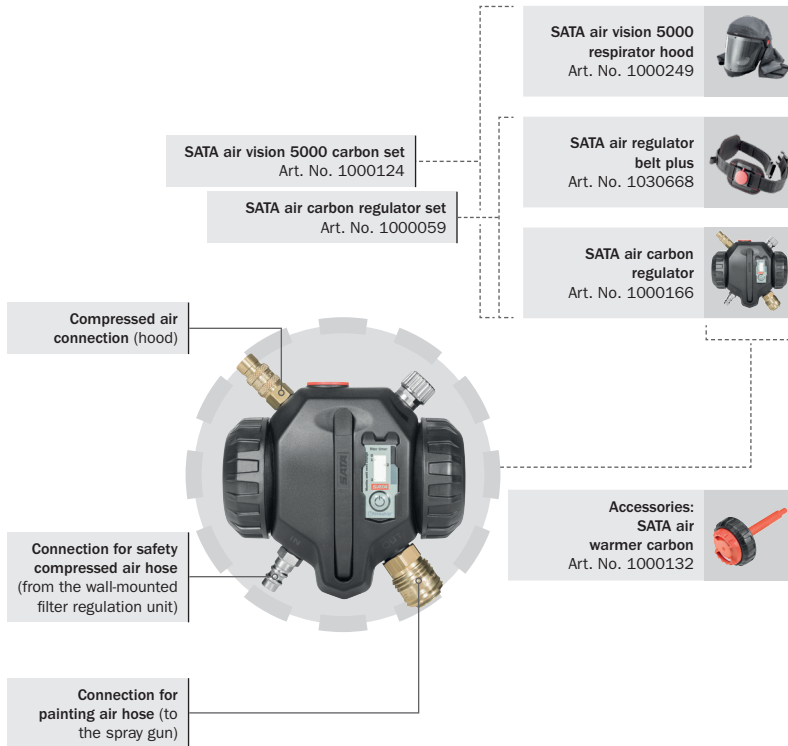 SATA air vision 5000
respirator hood
Art. No. 1000249
SATA air vision 5000 carbon set
Art. No. 1000124
SATA air regulator
belt plus
Art. No. 1030668
SATA air carbon regulator set
Art. No. 1000059
SATA air carbon
regulator
Art. No. 1000166
Compressed air
connection (hood)
SATA
SATA
IN
OUT
Accessories:
SATA air
warmer carbon
Art. No. 1000132
Connection for safety
compressed air hose
(from the wall-mounted
filter regulation unit)
Connection for
painting air hose (to
the spray gun)